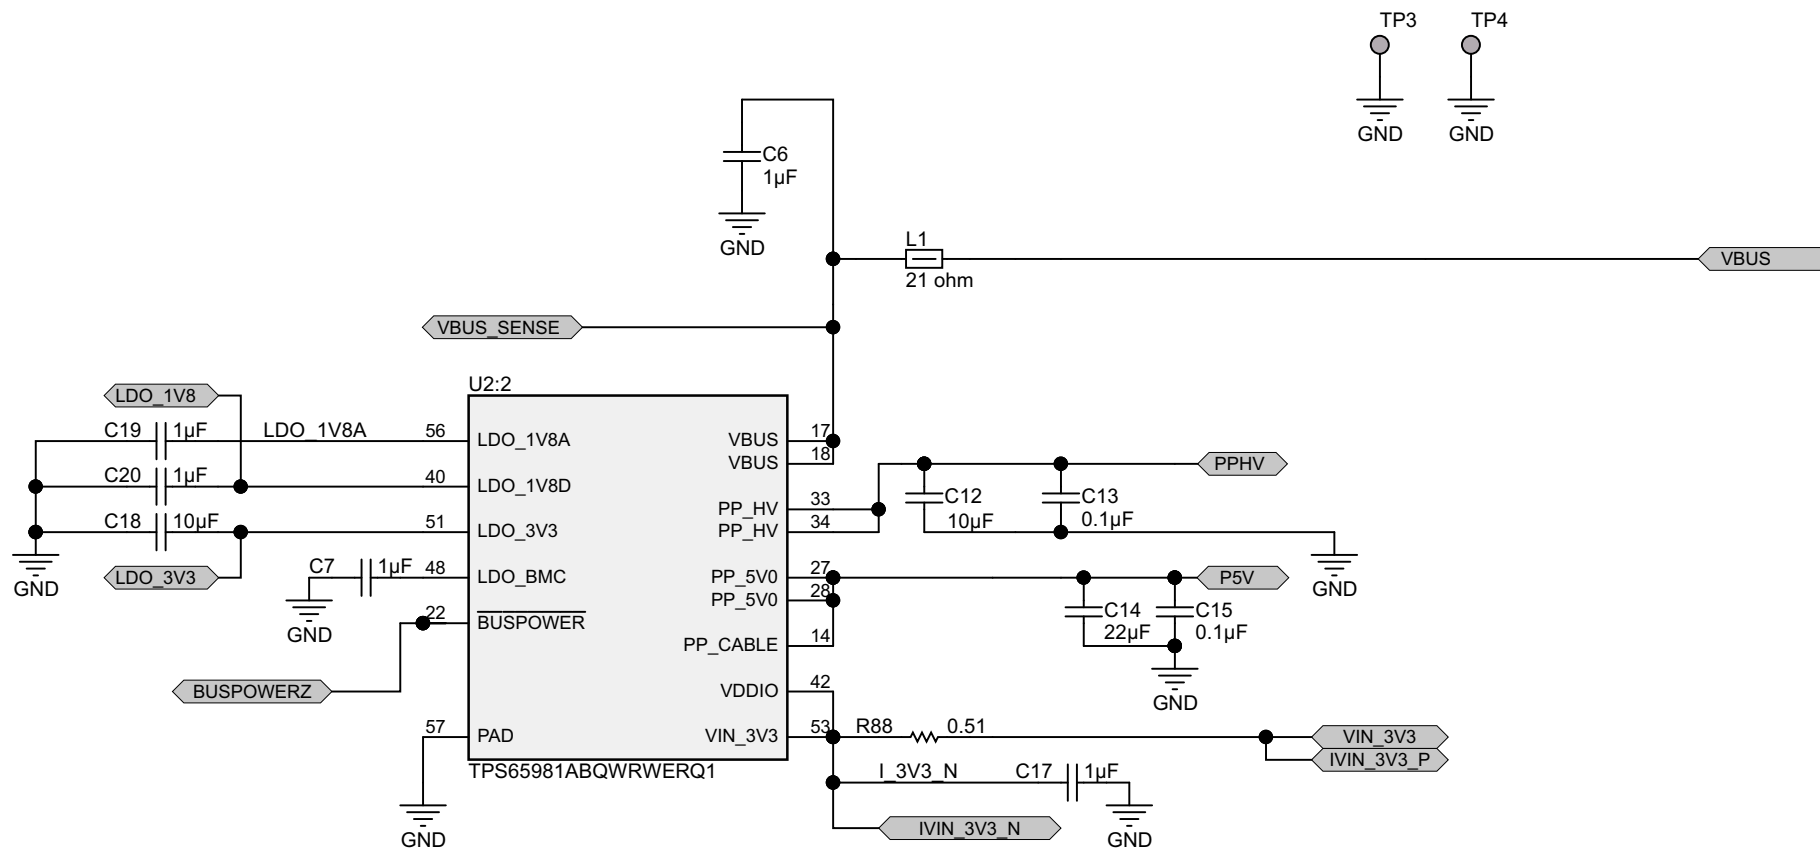 TP3 TP4
GND GND
C6
1µF
GND
L1
21 ohm
VBUS
VBUS_SENSE
U2:2
LDO_1V8
C19 1µF LDO_1V8A 56 LDO_1V8A VBUS 17
VBUS 18
C20 1µF 40 LDO_1V8D
PPHV
C12
10µF
C13
0.1µF
PP_HV 33
PP_HV 34
C18 10µF 51 LDO_3V3
GND
GND
LDO_3V3
C7 1µF 48 LDO_BMC PP_5V0 27
PP_5V0 28
P5V
C14
22µF
C15
0.1µF
GND
22 BUSPOWER
PP_CABLE 14
GND
BUSPOWERZ
VDDIO 42
57 PAD VIN_3V3 53 R88 0.51 VIN_3V3
IVIN_3V3_P
TPS65981ABQWRWERQ1
I_3V3_N C17 1µF
GND
IVIN_3V3_N
GND